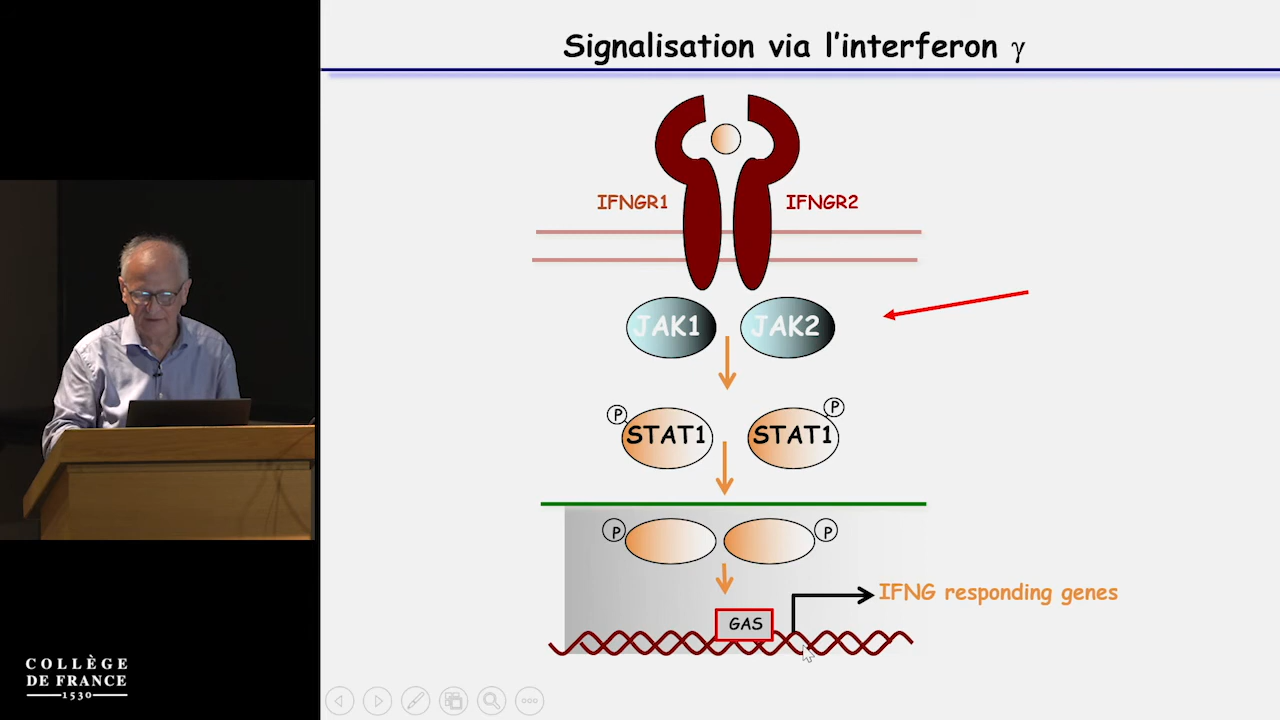 Signalisation via l'interferon γ
IFNGR1
IFNGR2
JAK1
JAK2
P
P
STAT1
STAT1
P
P
IFNG responding genes
GAS
COLLÈGE
DE FRANCE
1530